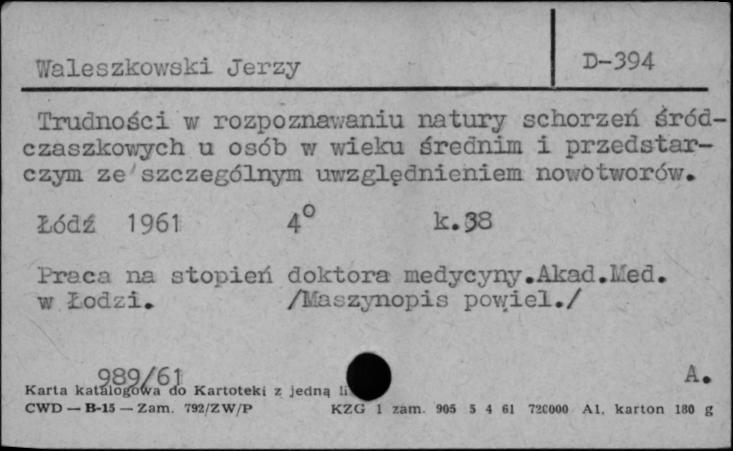 Waleszkowski Jerzy
D-394
Trudności w rozpoznawaniu natury schorzeń śród-
czaszkowych u osób w wieku średnim i przedstar-
czym ze szczególnym uwzględnieniem nowotworów.
Łódź 1961 4° k.38
Praca na stopień doktora medycyny.Akad.Med.
w Łodzi. /Maszynopis powiel./
989/61 A.
Karta katalogowa do Kartoteki z jedną
CWD — B-15 — Zam. 792/ZW/P KZG 1 zam. 905 5 4 61 720000 A1, karton 180 g